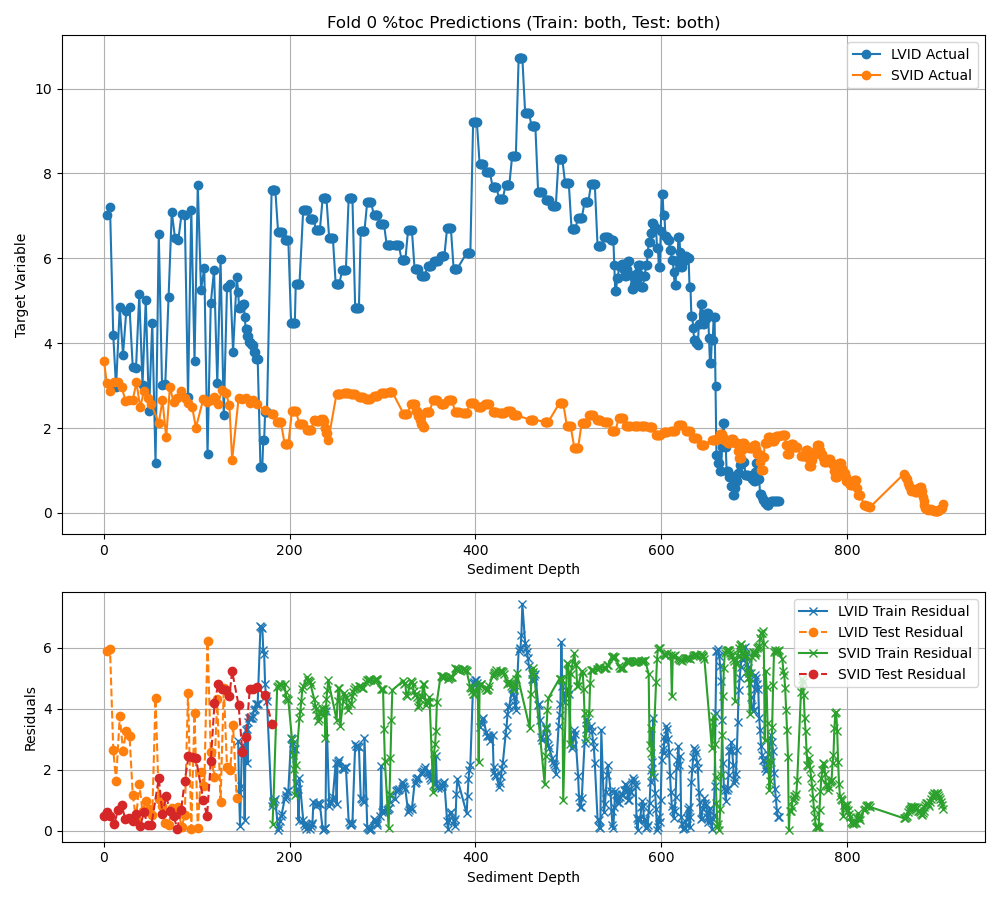 Fold 0 %toc Predictions (Train: both, Test: both)
LVID Actual
SVID Actual
Target Variable
10
8
6
4
2
0
0 200 400 600 800
Sediment Depth
LVID Train Residual
LVID Test Residual
SVID Train Residual
SVID Test Residual
Residuals
6
4
2
0
0 200 400 600 800
Sediment Depth